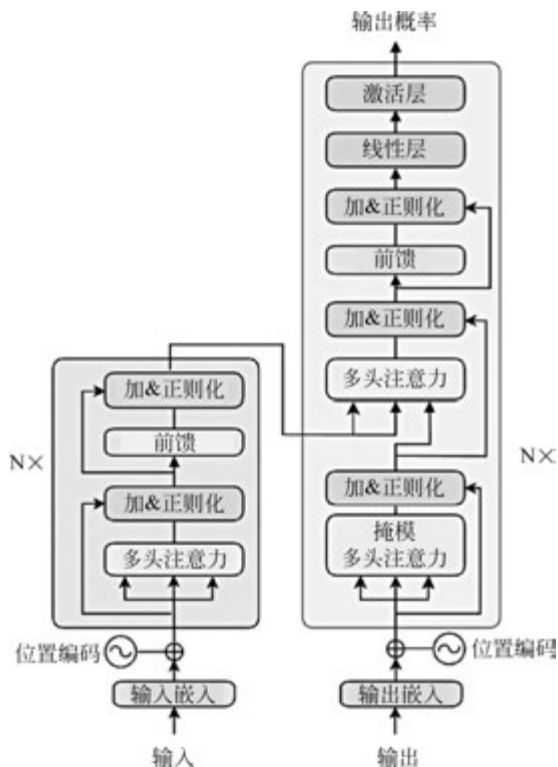 输出概率
激活层
线性层
加&正则化
前馈
加&正则化
多头注意力
加&正则化
掩模
多头注意力
N×
位置编码
输出嵌入
输出
加&正则化
前馈
加&正则化
多头注意力
N×
位置编码
输入嵌入
输入